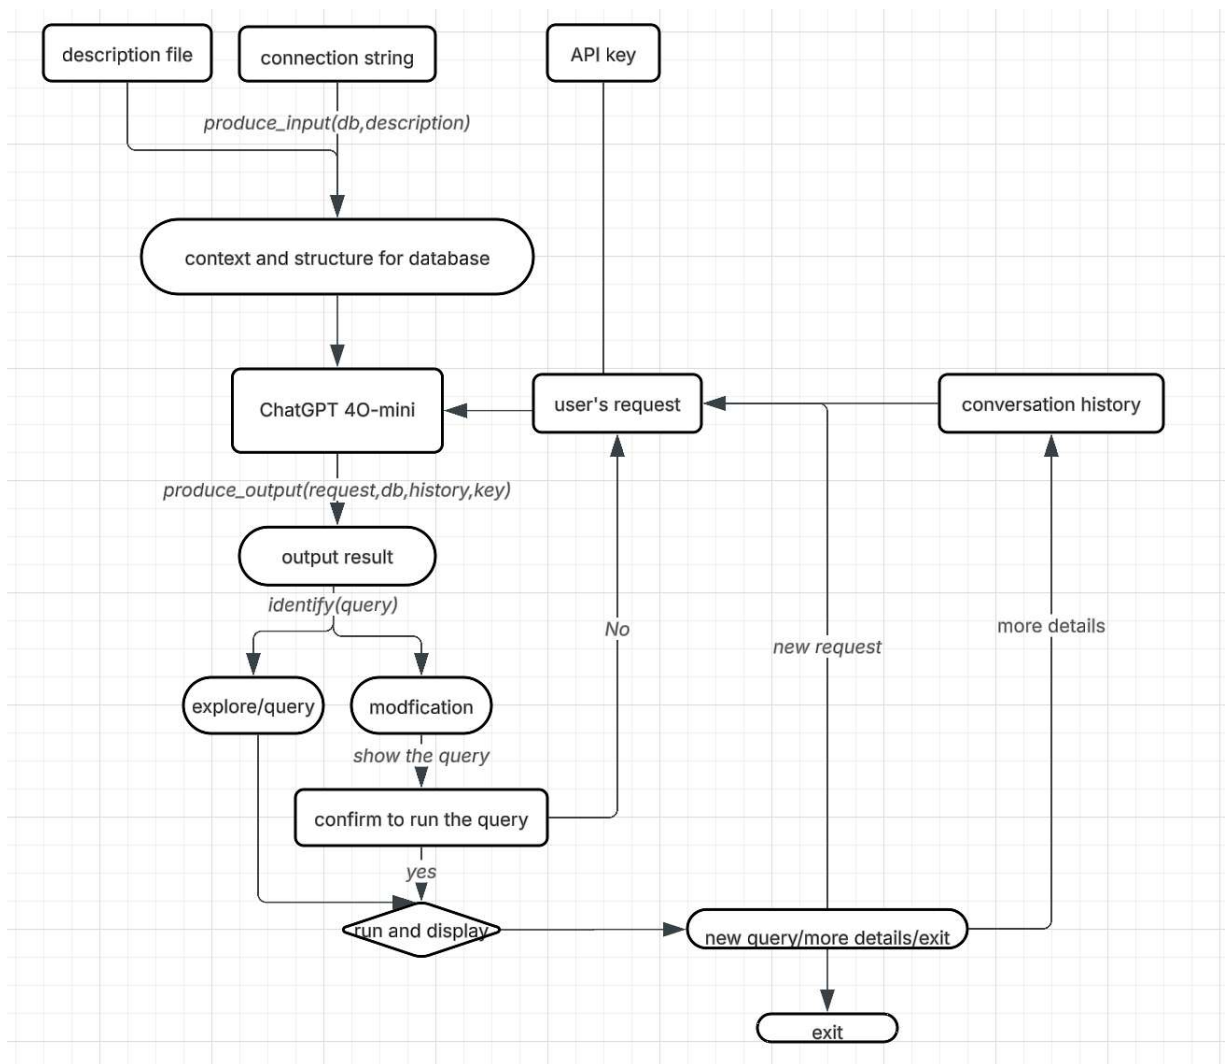 description file
connection string
API key
produce_input(db,description)
context and structure for database
ChatGPT 4O-mini
user's request
conversation history
produce_output(request,db,history,key)
output result
identify(query)
No
new request
more details
explore/query
modfication
show the query
confirm to run the query
yes
run and display
new query/more details/exit
exit